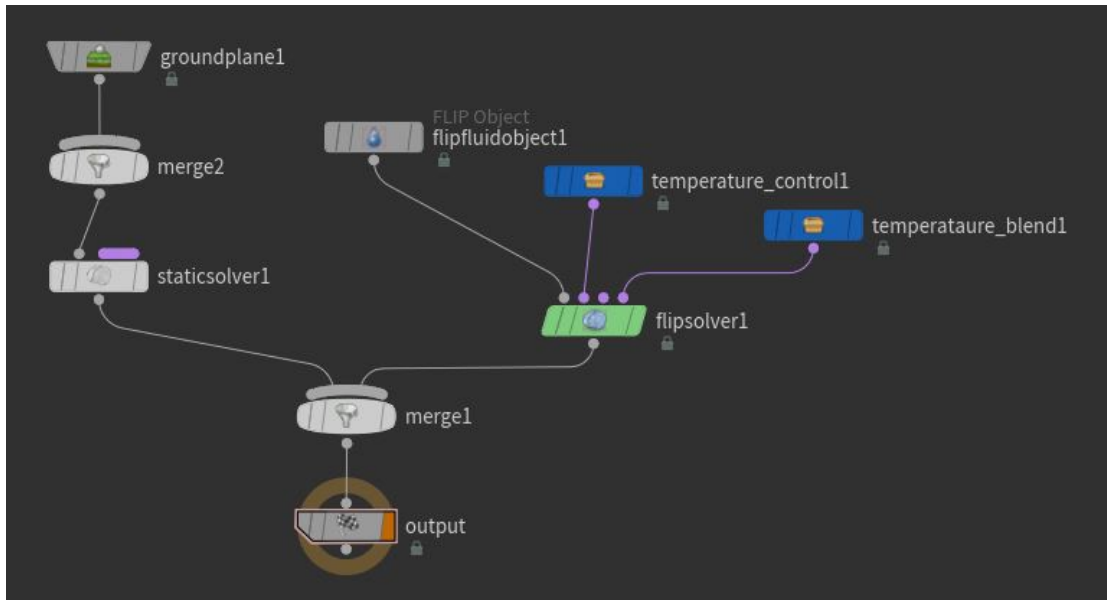 groundplane1
FLIP Object
flipfluidobject1
merge2
temperature_control1
temperataure_blend1
staticsolver1
flipsolver1
merge1
output